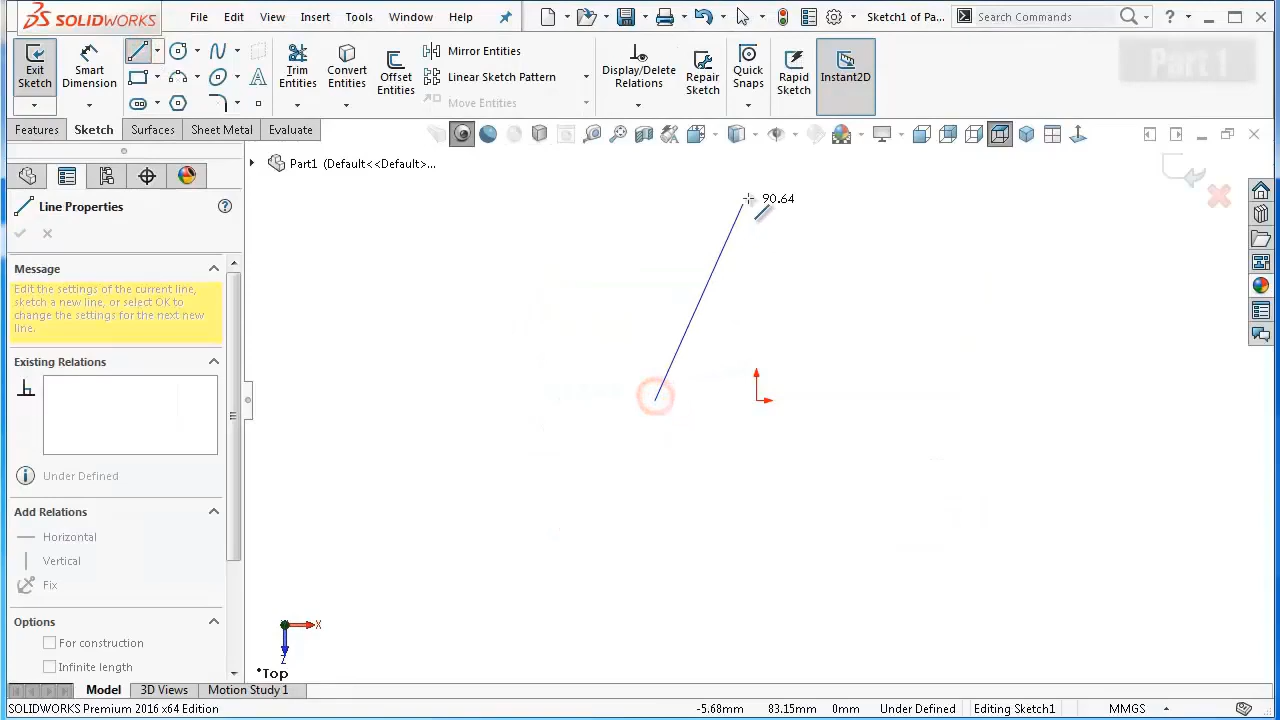 SOLIDWORKS
File Edit View Insert Tools Window Help
Sketch1 of Pa...
Search Commands
Exit Sketch
Smart Dimension
Trim Entities
Convert Entities
Offset Entities
Mirror Entities
Linear Sketch Pattern
Move Entities
Display/Delete Relations
Repair Sketch
Quick Snaps
Rapid Sketch
Instant2D
Part 1
Features Sketch Surfaces Sheet Metal Evaluate
Part1 (Default<<Default>...
Line Properties
Message
Edit the settings of the current line,
sketch a new line, or select OK to
change the settings for the next new
line.
Existing Relations
Under Defined
Add Relations
Horizontal
Vertical
Fix
Options
For construction
Infinite length
90.64
X
Z
*Top
Model 3D Views Motion Study 1
SOLIDWORKS Premium 2016 x64 Edition
-5.68mm 83.15mm 0mm Under Defined Editing Sketch1 MMGS